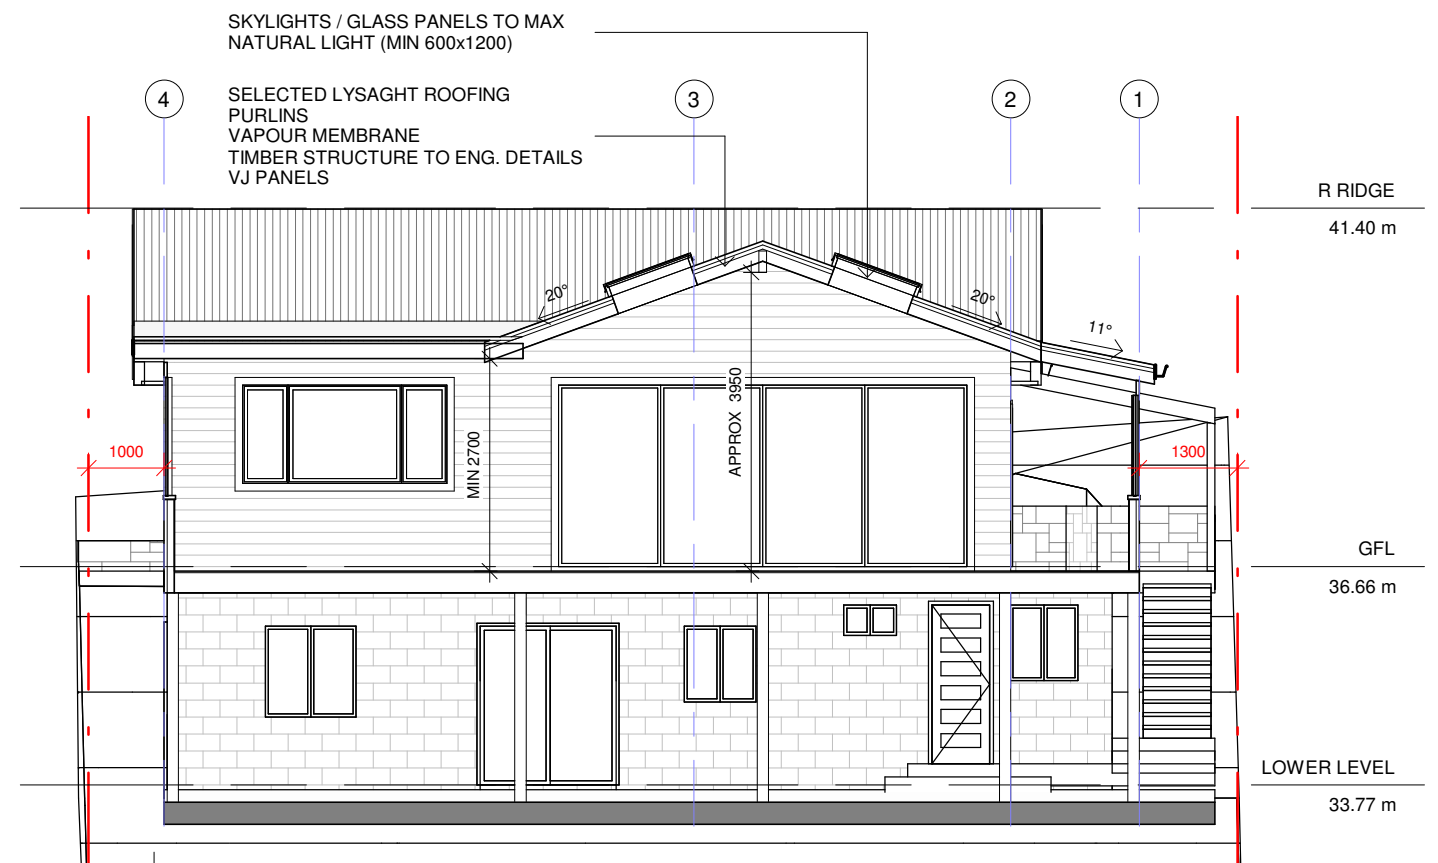 SKYLIGHTS / GLASS PANELS TO MAX
NATURAL LIGHT (MIN 600x1200)
SELECTED LYSAGHT ROOFING
PURLINS
VAPOUR MEMBRANE
TIMBER STRUCTURE TO ENG. DETAILS
VJ PANELS
4
3
2
1
R RIDGE
41.40 m
20°
20°
11°
APPROX 3950
MIN 2700
1000
1300
GFL
36.66 m
LOWER LEVEL
33.77 m